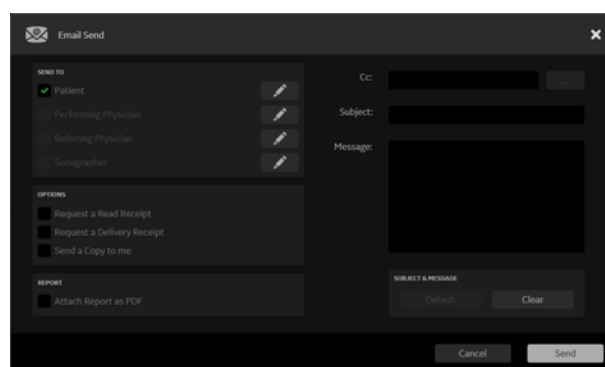 Email Send
SEND TO
Patient
Performing Physician
Referring Physician
Sonographer
OPTIONS
Request a Read Receipt
Request a Delivery Receipt
Send a Copy to me
REPORT
Attach Report as PDF
Cc:
...
Subject:
Message:
SUBJECT & MESSAGE
Default
Clear
Cancel
Send